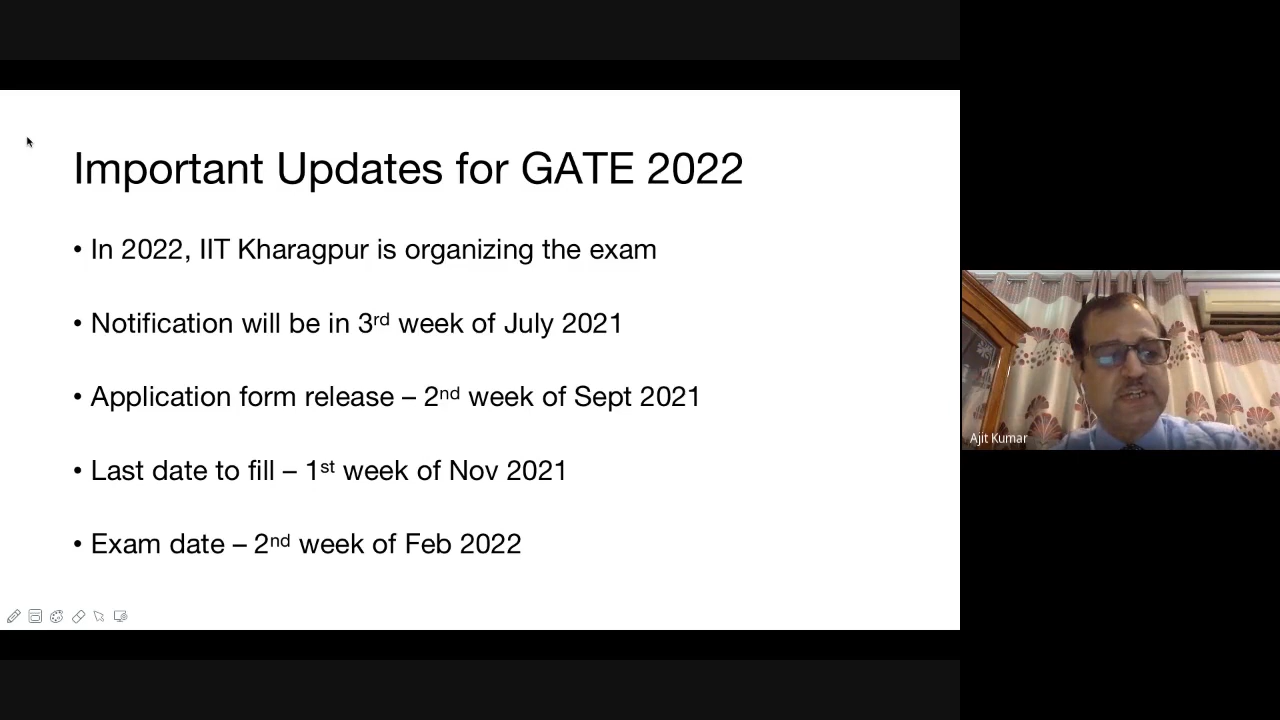 Important Updates for GATE 2022
• In 2022, IIT Kharagpur is organizing the exam
• Notification will be in 3rd week of July 2021
• Application form release – 2nd week of Sept 2021
• Last date to fill – 1st week of Nov 2021
• Exam date – 2nd week of Feb 2022
Ajit Kumar